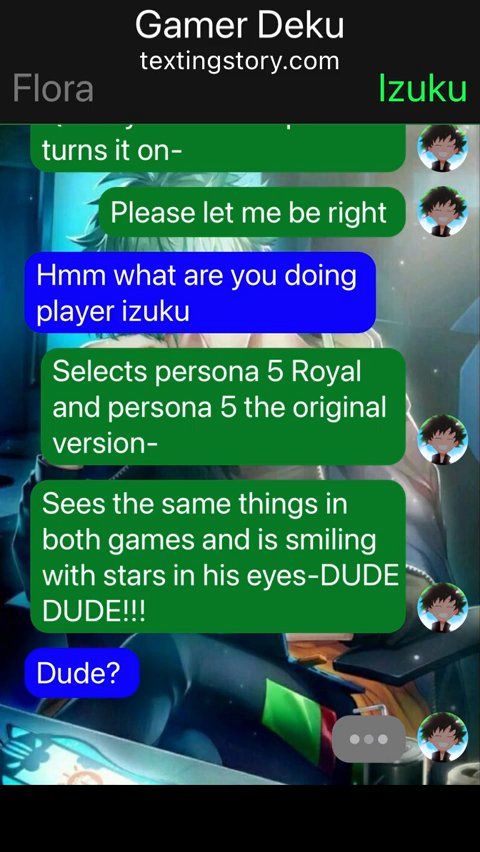 Gamer Deku
textingstory.com
Flora
Izuku
turns it on-
Please let me be right
Hmm what are you doing
player izuku
Selects persona 5 Royal
and persona 5 the original
version-
Sees the same things in
both games and is smiling
with stars in his eyes-DUDE
DUDE!!!
Dude?